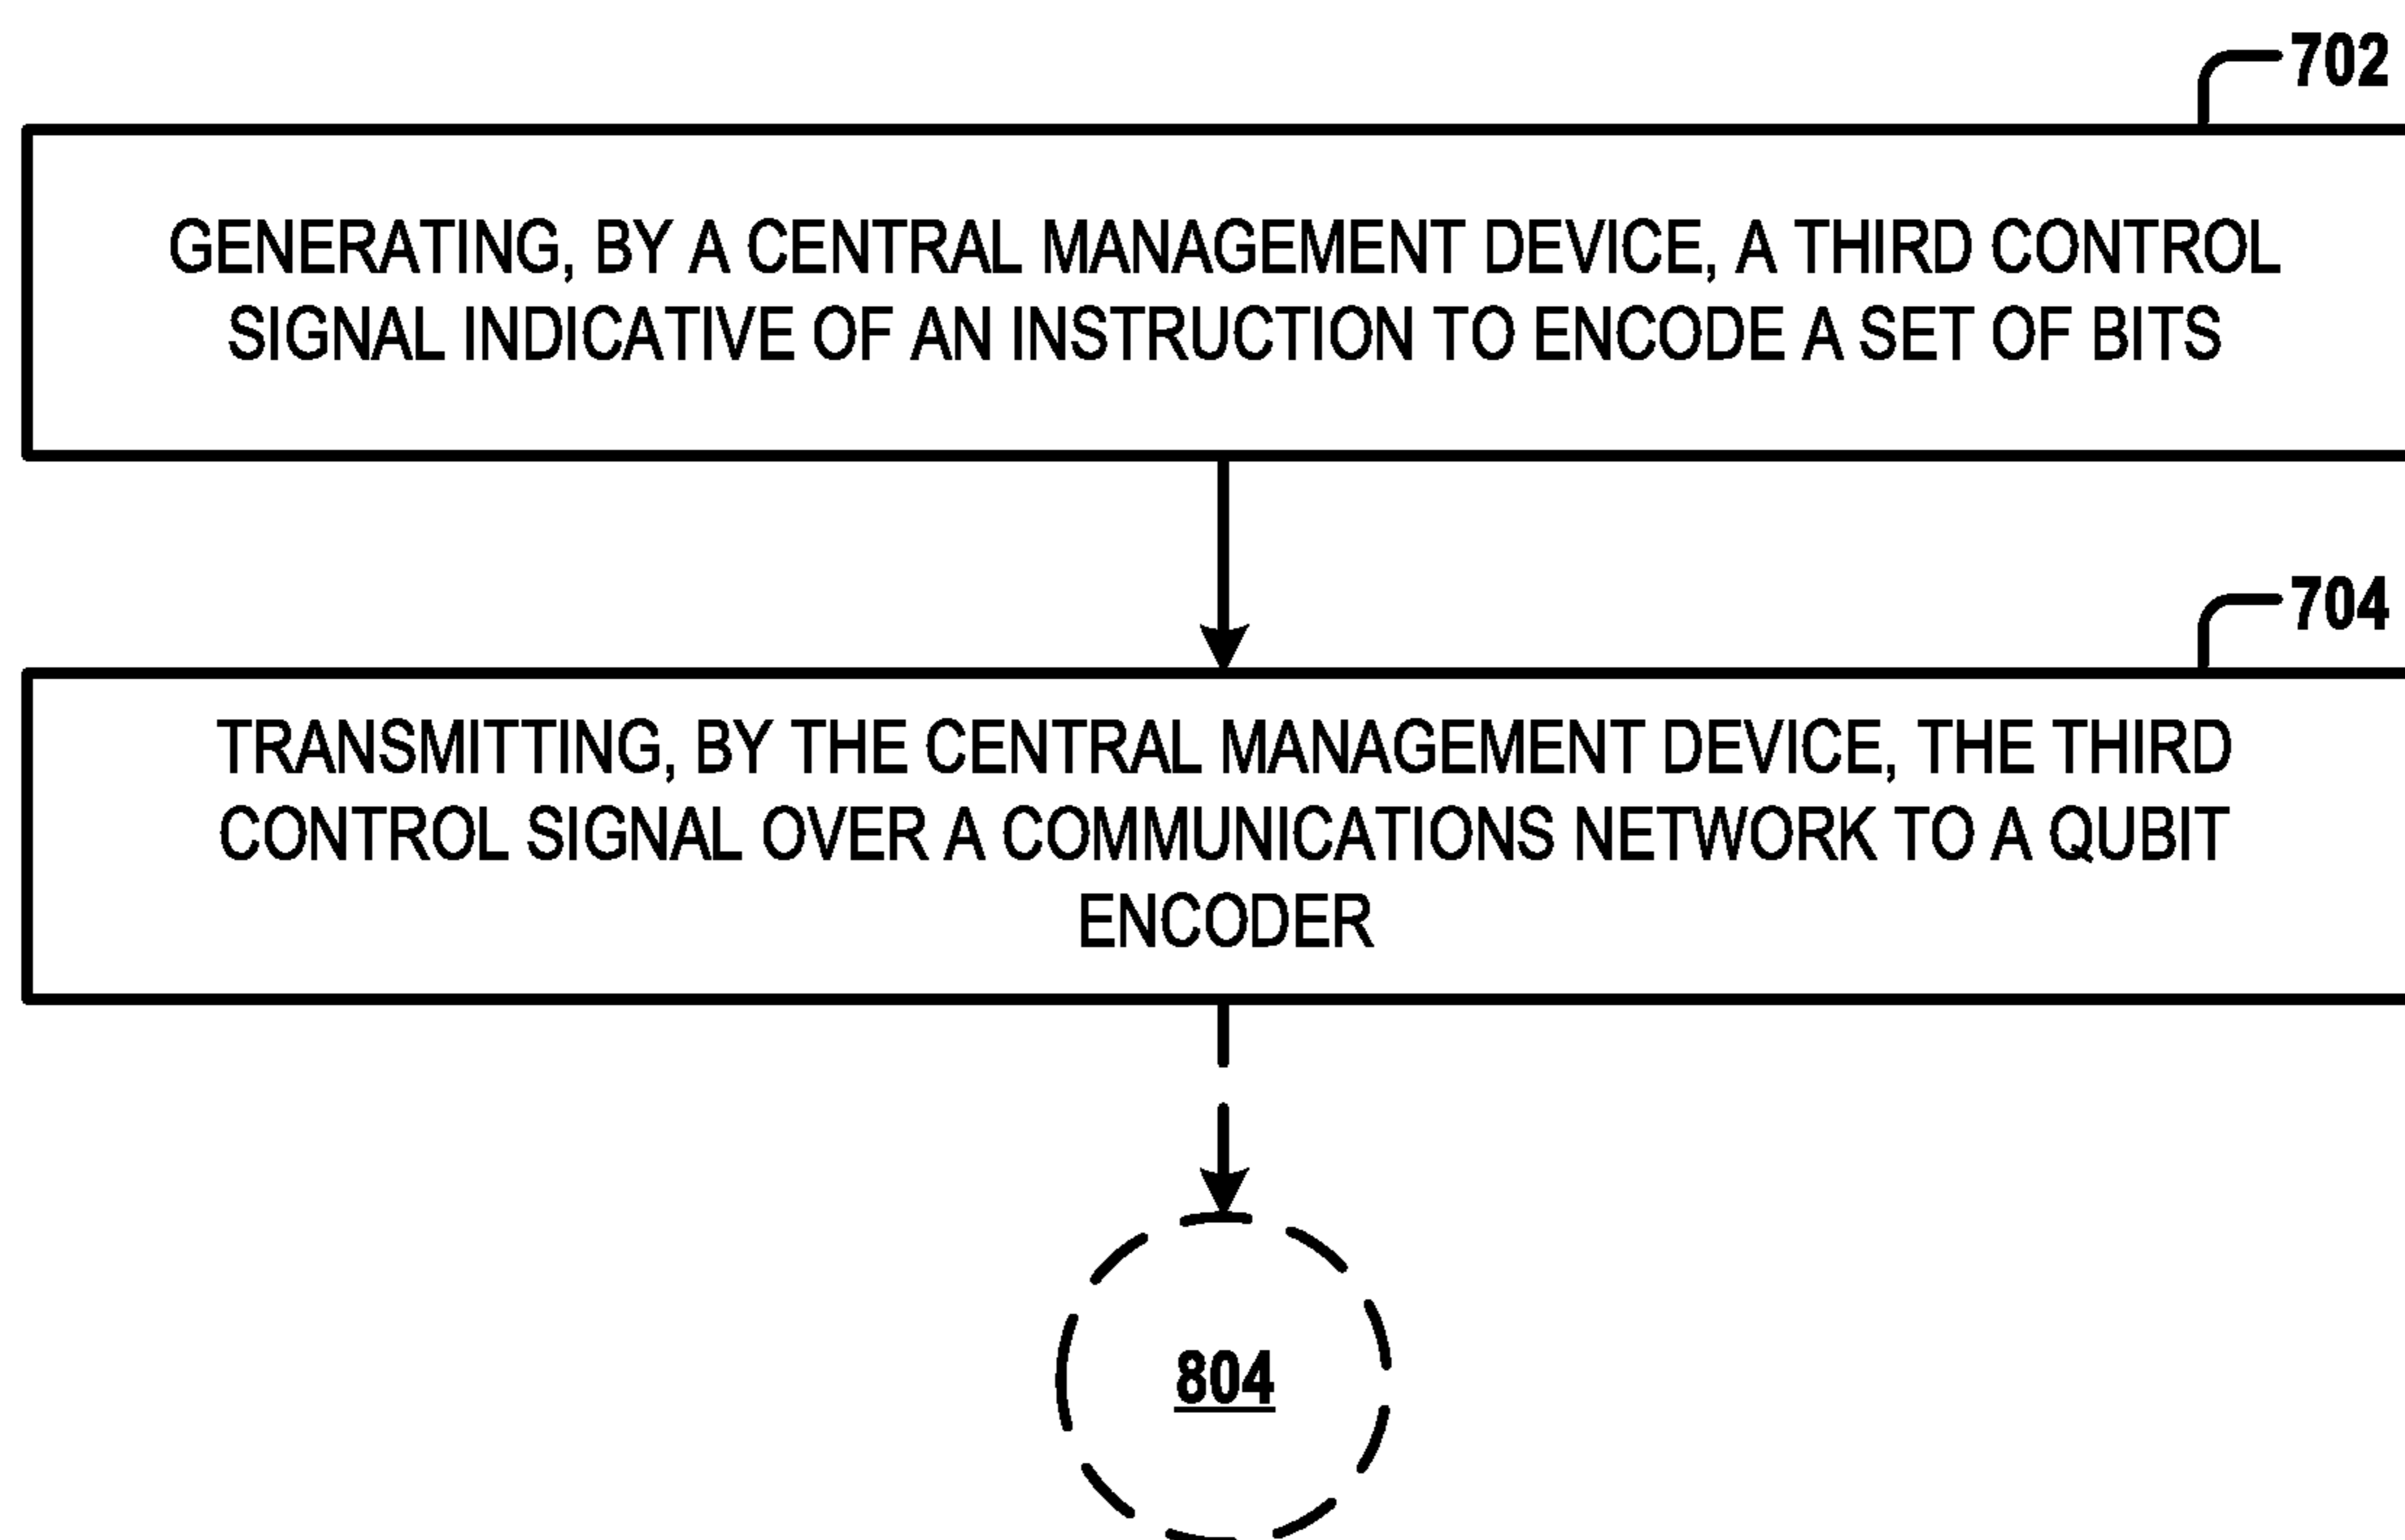 702
GENERATING, BY A CENTRAL MANAGEMENT DEVICE, A THIRD CONTROL
SIGNAL INDICATIVE OF AN INSTRUCTION TO ENCODE A SET OF BITS
704
TRANSMITTING, BY THE CENTRAL MANAGEMENT DEVICE, THE THIRD
CONTROL SIGNAL OVER A COMMUNICATIONS NETWORK TO A QUBIT
ENCODER
804